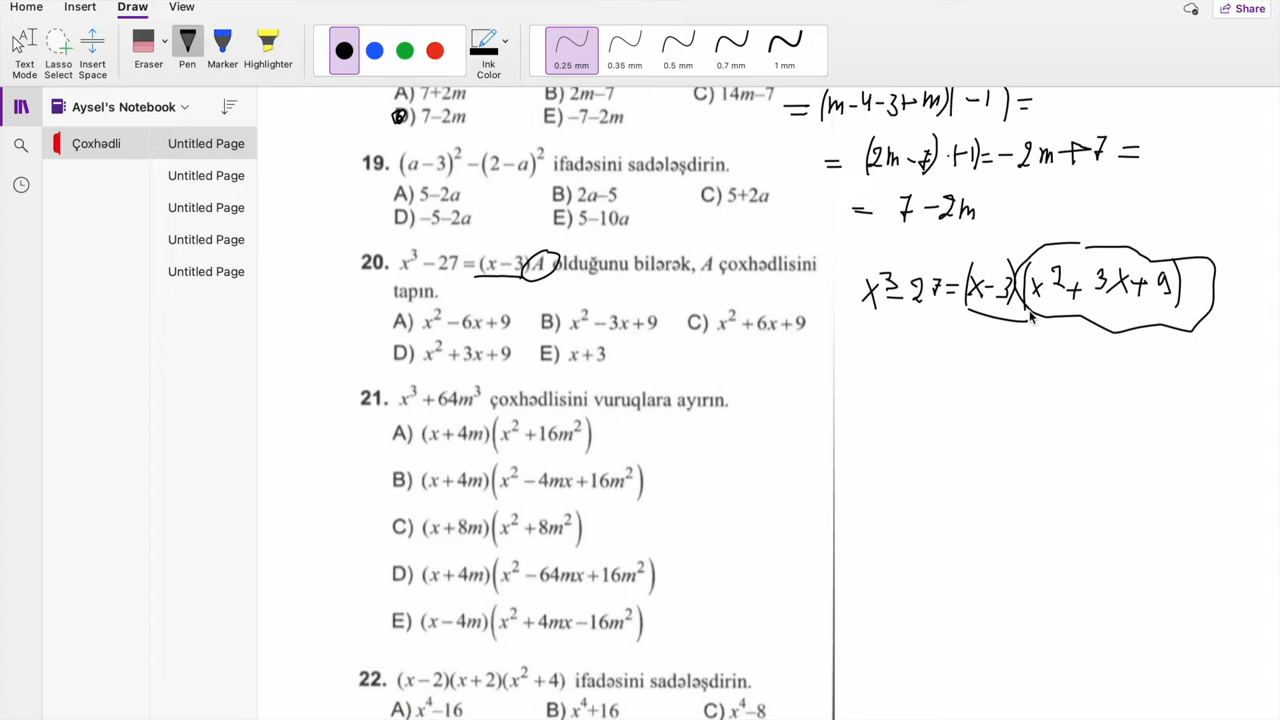 Home Insert Draw View
Share
Text Mode Lasso Select Insert Space Eraser Pen Marker Highlighter Ink Color 0.25 mm 0.35 mm 0.5 mm 0.7 mm 1 mm
Aysel's Notebook
Çoxhədli
Untitled Page
Untitled Page
Untitled Page
Untitled Page
Untitled Page
A) 7+2m B) 2m–7 C) 14m–7
) 7–2m E) –7–2m
19. (a–3)² –(2–a)² ifadəsini sadələşdirin.
A) 5–2a B) 2a–5 C) 5+2a
D) –5–2a E) 5–10a
20. x³ –27 = (x–3)A olduğunu bilərək, A çoxhədlisini
tapın.
A) x² –6x+9 B) x² –3x+9 C) x² +6x+9
D) x² +3x+9 E) x+3
21. x³ +64m³ çoxhədlisini vuruqlara ayırın.
A) (x+4m)(x² +16m²)
B) (x+4m)(x² –4mx+16m²)
C) (x+8m)(x² +8m²)
D) (x+4m)(x² –64mx+16m²)
E) (x–4m)(x² +4mx–16m²)
22. (x–2)(x+2)(x² +4) ifadəsini sadələşdirin.
A) x⁴–16 B) x⁴+16 C) x⁴–8
= (m-4-3+m)( -1 ) =
= (2m-7)·(-1) = -2m+7 =
= 7-2m
x³-27=(x-3)(x²+3x+9)